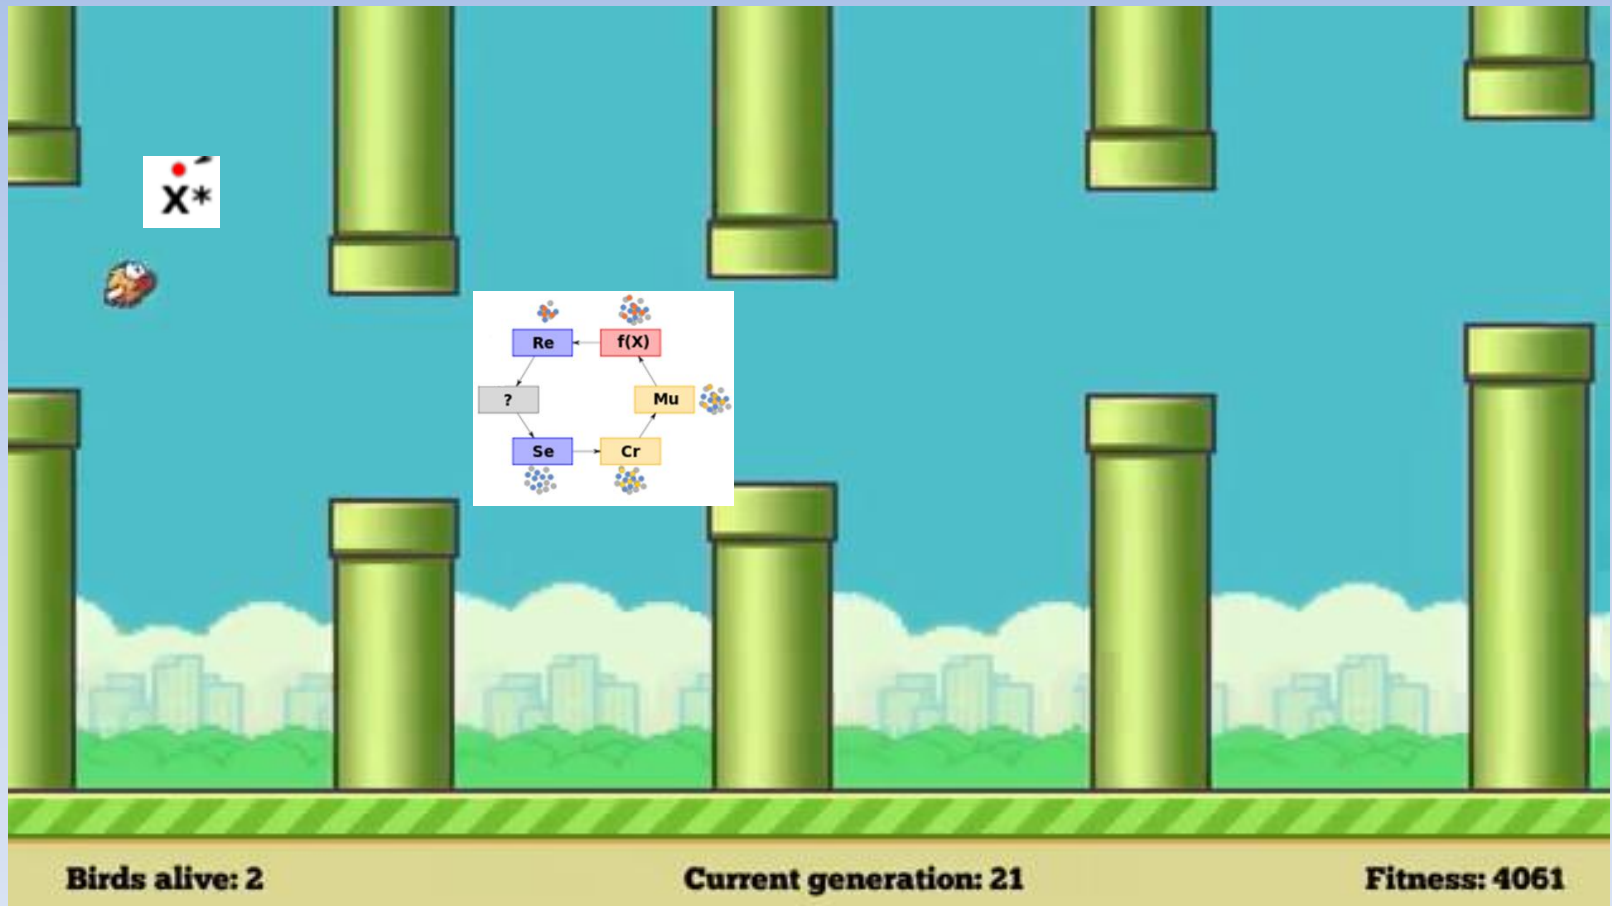 X*
Re
f(X)
?
Mu
Se
Cr
Birds alive: 2
Current generation: 21
Fitness: 4061